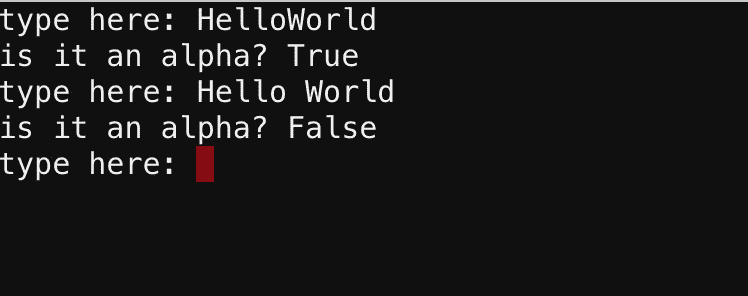 type here: HelloWorld
is it an alpha? True
type here: Hello World
is it an alpha? False
type here: